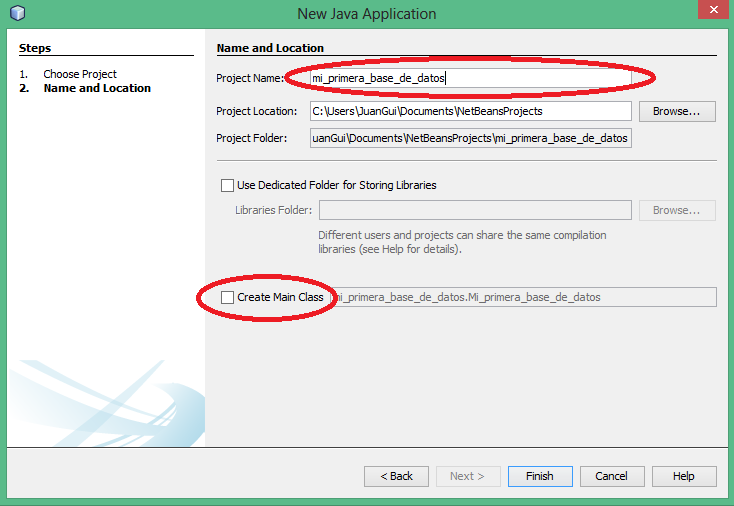 New Java Application
Steps
1. Choose Project
2. Name and Location
Name and Location
Project Name: mi_primera_base_de_datos
Project Location: C:\Users\JuanGui\Documents\NetBeansProjects Browse...
Project Folder: uanGui\Documents\NetBeansProjects\mi_primera_base_de_datos
Use Dedicated Folder for Storing Libraries
Libraries Folder: Browse...
Different users and projects can share the same compilation
libraries (see Help for details).
Create Main Class mi_primera_base_de_datos.Mi_primera_base_de_datos
< Back Next > Finish Cancel Help